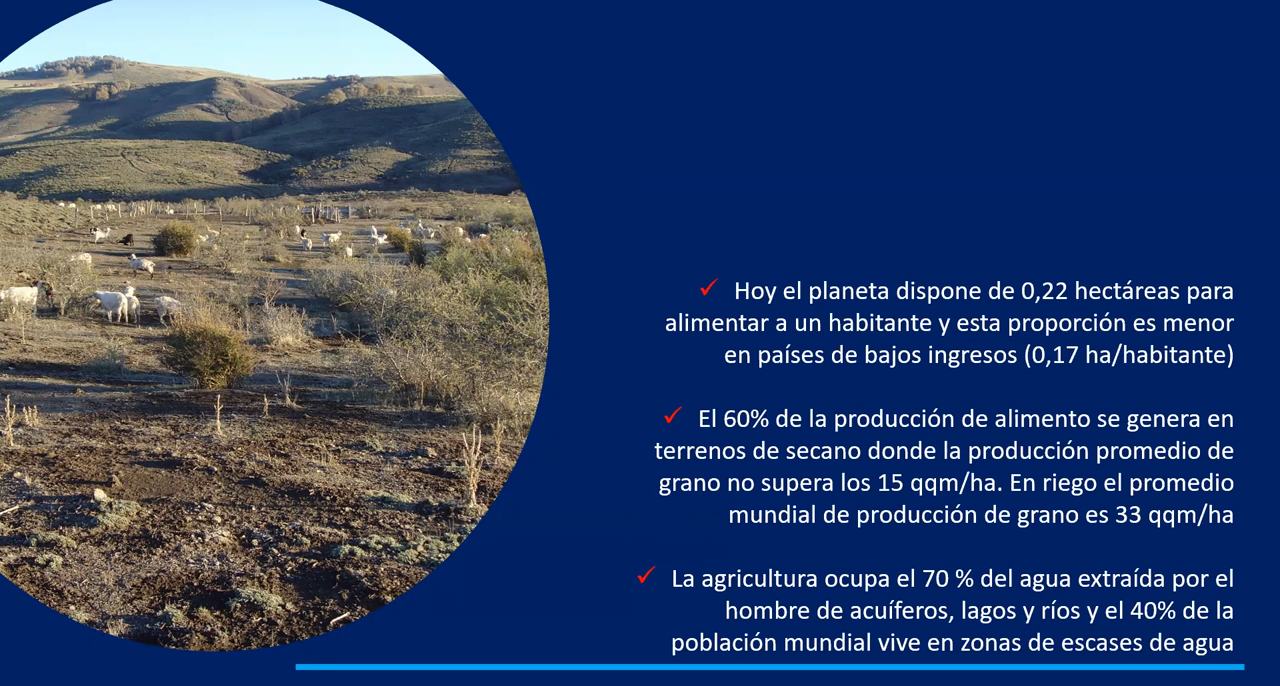 ✓ Hoy el planeta dispone de 0,22 hectáreas para
alimentar a un habitante y esta proporción es menor
en países de bajos ingresos (0,17 ha/habitante)
✓ El 60% de la producción de alimento se genera en
terrenos de secano donde la producción promedio de
grano no supera los 15 qqm/ha. En riego el promedio
mundial de producción de grano es 33 qqm/ha
✓ La agricultura ocupa el 70 % del agua extraída por el
hombre de acuíferos, lagos y ríos y el 40% de la
población mundial vive en zonas de escases de agua